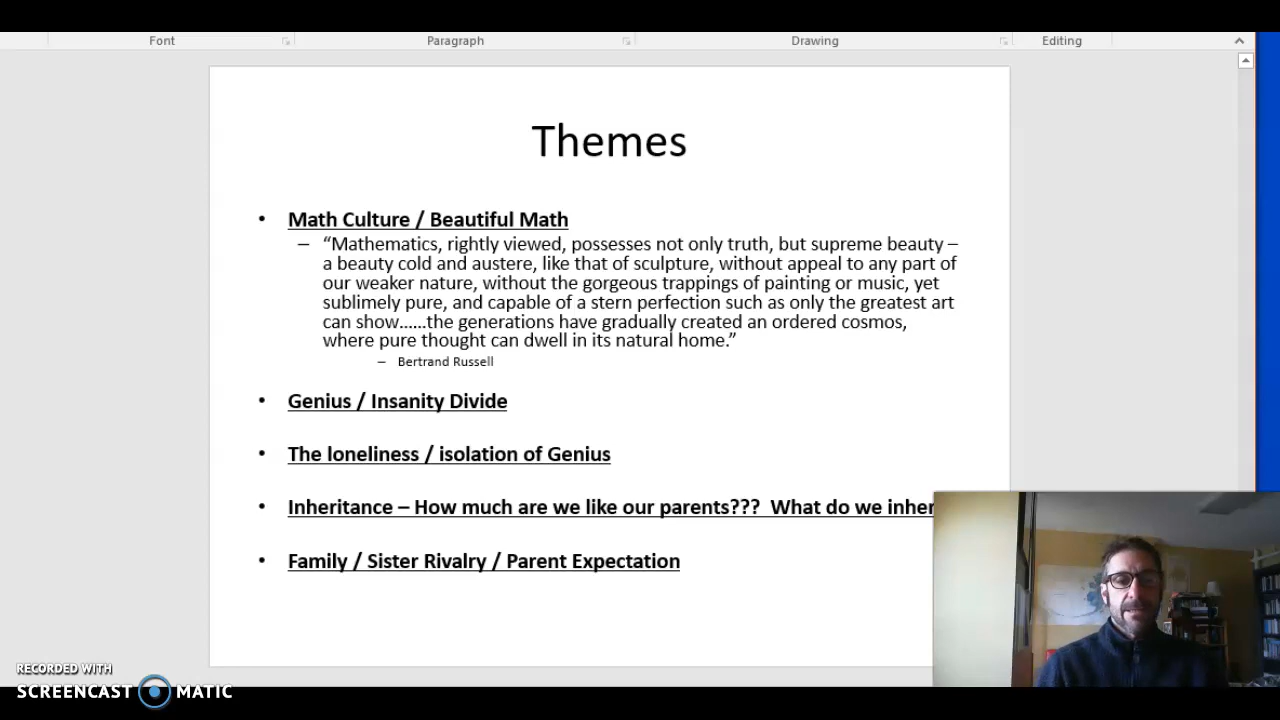 Font Paragraph Drawing Editing
Themes
• Math Culture / Beautiful Math
– “Mathematics, rightly viewed, possesses not only truth, but supreme beauty –
a beauty cold and austere, like that of sculpture, without appeal to any part of
our weaker nature, without the gorgeous trappings of painting or music, yet
sublimely pure, and capable of a stern perfection such as only the greatest art
can show......the generations have gradually created an ordered cosmos,
where pure thought can dwell in its natural home.”
– Bertrand Russell
• Genius / Insanity Divide
• The loneliness / isolation of Genius
• Inheritance – How much are we like our parents??? What do we inher
• Family / Sister Rivalry / Parent Expectation
RECORDED WITH
SCREENCAST MATIC